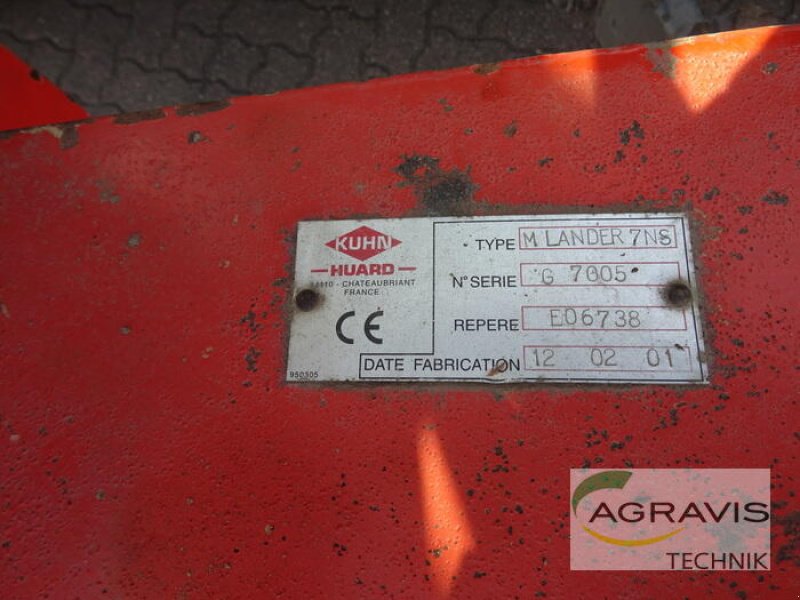 KUHN
HUARD
44110 - CHATEAUBRIANT
FRANCE
CE
950305
TYPE M LANDER 7NS
N° SERIE G 7005
REPERE E06738
DATE FABRICATION 12 02 01
AGRAVIS
TECHNIK